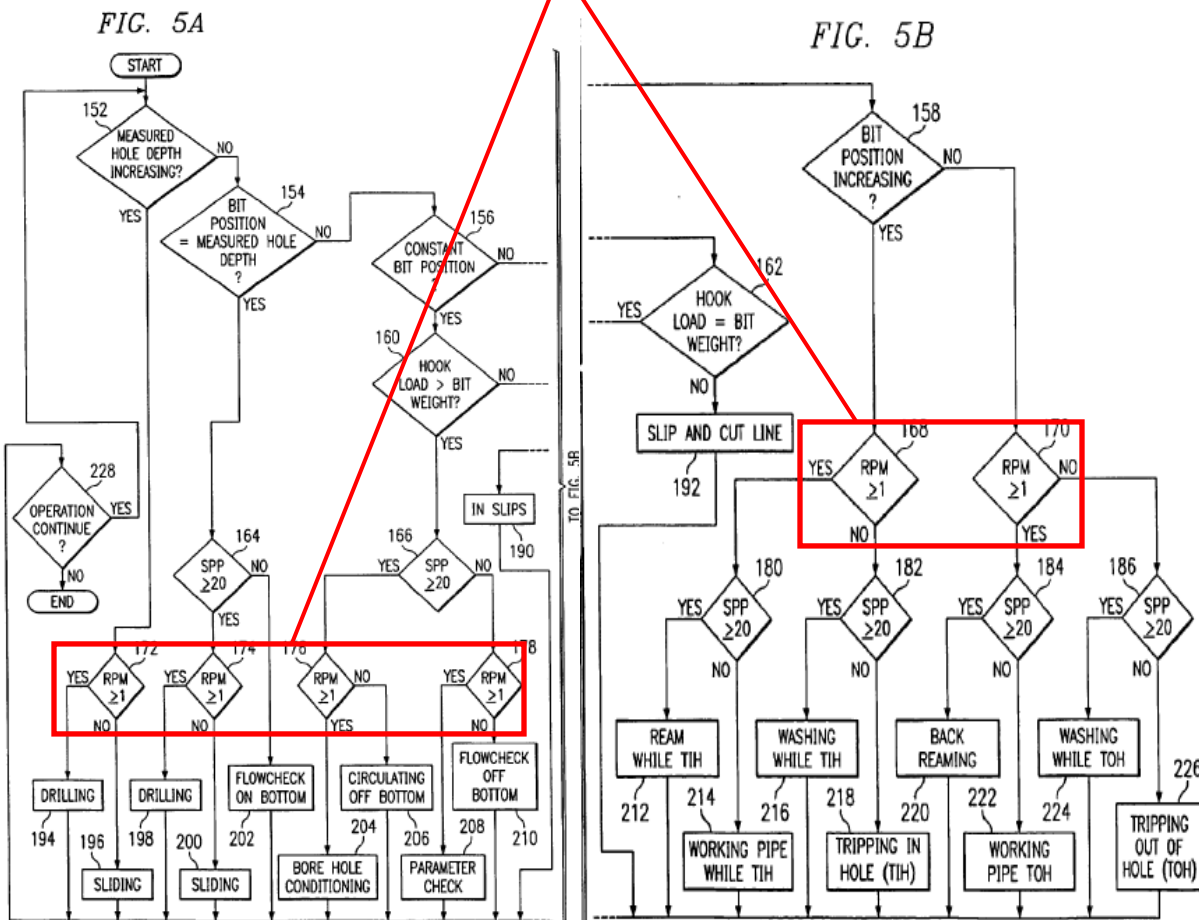 FIG. 5A
START
152
MEASURED
HOLE DEPTH
INCREASING?
NO
YES
154
BIT
POSITION
= MEASURED HOLE
DEPTH
?
NO
YES
156
CONSTANT
BIT POSITION
NO
YES
160
HOOK
LOAD > BIT
WEIGHT?
NO
YES
228
OPERATION
CONTINUE
?
YES
NO
END
IN SLIPS
190
164
SPP
≥20
NO
YES
166
SPP
≥20
YES
NO
172
YES
RPM
≥1
NO
174
YES
RPM
≥1
NO
176
RPM
≥1
NO
YES
178
YES
RPM
≥1
NO
DRILLING
194
DRILLING
198
FLOWCHECK
ON BOTTOM
202
CIRCULATING
OFF BOTTOM
206
FLOWCHECK
OFF
BOTTOM
210
196
SLIDING
200
SLIDING
204
BORE HOLE
CONDITIONING
208
PARAMETER
CHECK
TO FIG. 5B
FIG. 5B
158
BIT
POSITION
INCREASING
?
NO
YES
162
YES
HOOK
LOAD = BIT
WEIGHT?
NO
SLIP AND CUT LINE
192
168
YES
RPM
≥1
NO
170
RPM
≥1
NO
YES
180
YES
SPP
≥20
NO
182
YES
SPP
≥20
NO
184
YES
SPP
≥20
NO
186
YES
SPP
≥20
NO
REAM
WHILE TIH
212
WASHING
WHILE TIH
216
BACK
REAMING
220
WASHING
WHILE TOH
224
214
WORKING PIPE
WHILE TIH
218
TRIPPING IN
HOLE (TIH)
222
WORKING
PIPE TOH
226
TRIPPING
OUT OF
HOLE (TOH)